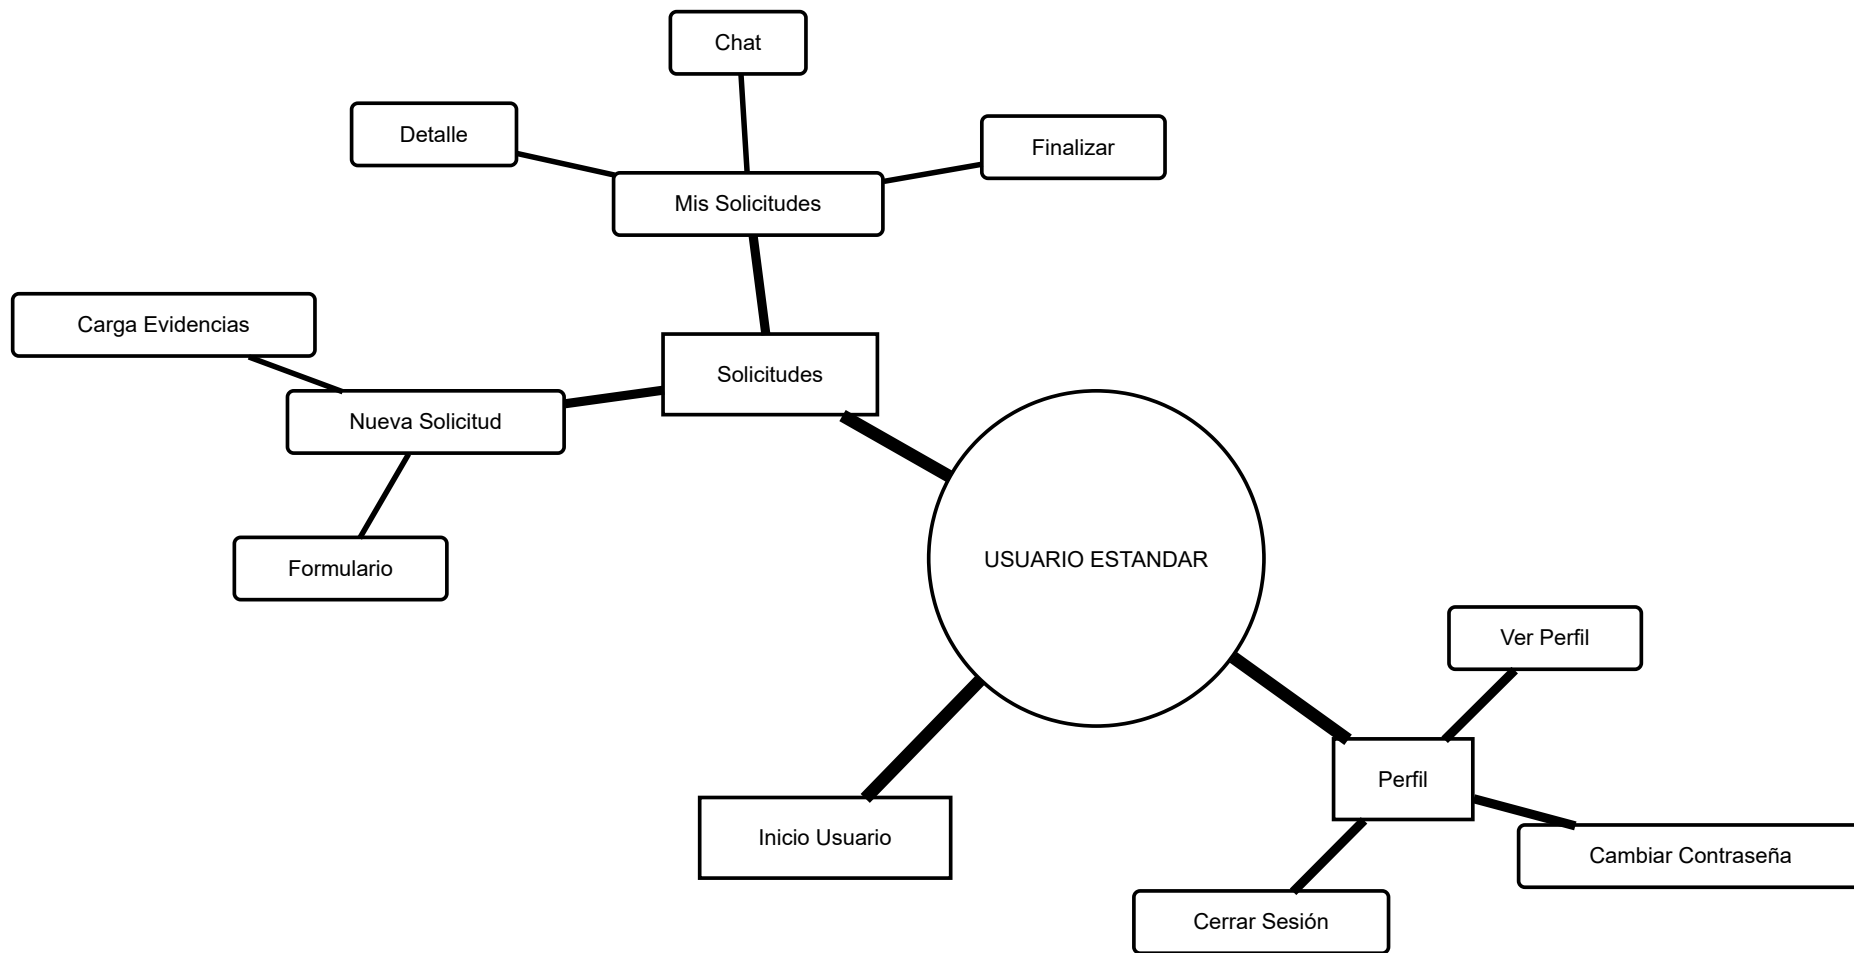 Chat
Detalle
Finalizar
Mis Solicitudes
Carga Evidencias
Solicitudes
Nueva Solicitud
USUARIO ESTANDAR
Formulario
Ver Perfil
Perfil
Inicio Usuario
Cambiar Contraseña
Cerrar Sesión